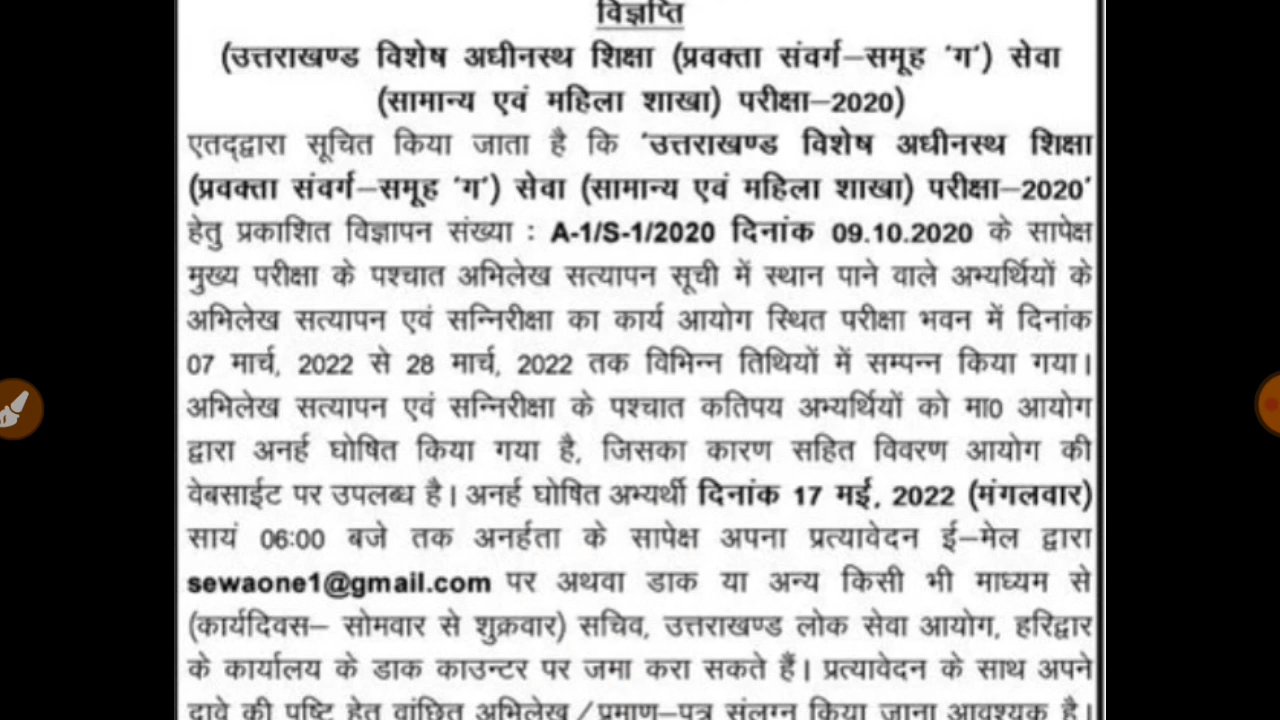 विज्ञप्ति
(उत्तराखण्ड विशेष अधीनस्थ शिक्षा (प्रवक्ता संवर्ग–समूह 'ग') सेवा
(सामान्य एवं महिला शाखा) परीक्षा–2020)
एतद्द्वारा सूचित किया जाता है कि 'उत्तराखण्ड विशेष अधीनस्थ शिक्षा
(प्रवक्ता संवर्ग–समूह 'ग') सेवा (सामान्य एवं महिला शाखा) परीक्षा–2020'
हेतु प्रकाशित विज्ञापन संख्या : A-1/S-1/2020 दिनांक 09.10.2020 के सापेक्ष
मुख्य परीक्षा के पश्चात अभिलेख सत्यापन सूची में स्थान पाने वाले अभ्यर्थियों के
अभिलेख सत्यापन एवं सन्निरीक्षा का कार्य आयोग स्थित परीक्षा भवन में दिनांक
07 मार्च, 2022 से 28 मार्च, 2022 तक विभिन्न तिथियों में सम्पन्न किया गया।
अभिलेख सत्यापन एवं सन्निरीक्षा के पश्चात कतिपय अभ्यर्थियों को मा0 आयोग
द्वारा अनर्ह घोषित किया गया है, जिसका कारण सहित विवरण आयोग की
वेबसाईट पर उपलब्ध है। अनर्ह घोषित अभ्यर्थी दिनांक 17 मई, 2022 (मंगलवार)
सायं 06:00 बजे तक अनर्हता के सापेक्ष अपना प्रत्यावेदन ई–मेल द्वारा
sewaone1@gmail.com पर अथवा डाक या अन्य किसी भी माध्यम से
(कार्यदिवस– सोमवार से शुक्रवार) सचिव, उत्तराखण्ड लोक सेवा आयोग, हरिद्वार
के कार्यालय के डाक काउन्टर पर जमा करा सकते हैं। प्रत्यावेदन के साथ अपने
दावे की पुष्टि हेतु वांछित अभिलेख/प्रमाण–पत्र संलग्न किया जाना आवश्यक है।